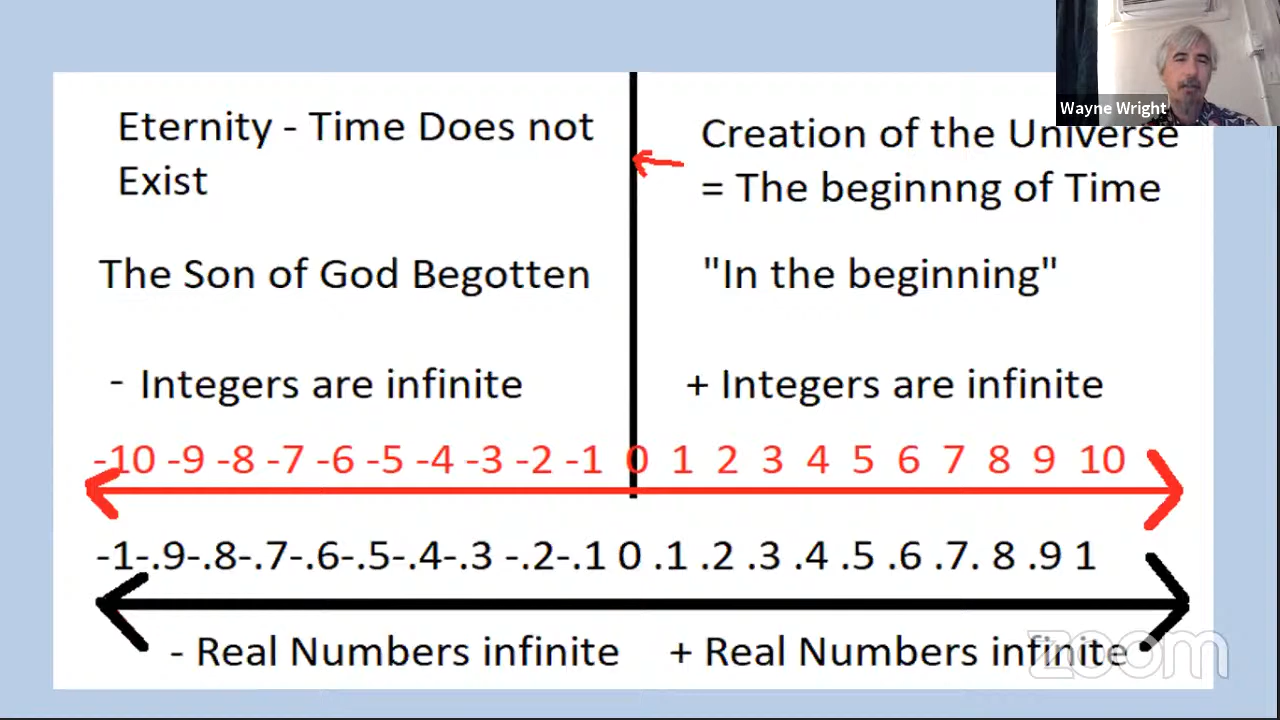 Wayne Wright
Eternity - Time Does not
Exist
Creation of the Universe
= The beginnng of Time
The Son of God Begotten
"In the beginning"
- Integers are infinite
+ Integers are infinite
-10 -9 -8 -7 -6 -5 -4 -3 -2 -1 0 1 2 3 4 5 6 7 8 9 10
-1-.9-.8-.7-.6-.5-.4-.3 -.2-.1 0 .1 .2 .3 .4 .5 .6 .7. 8 .9 1
- Real Numbers infinite
+ Real Numbers infinite
zoom